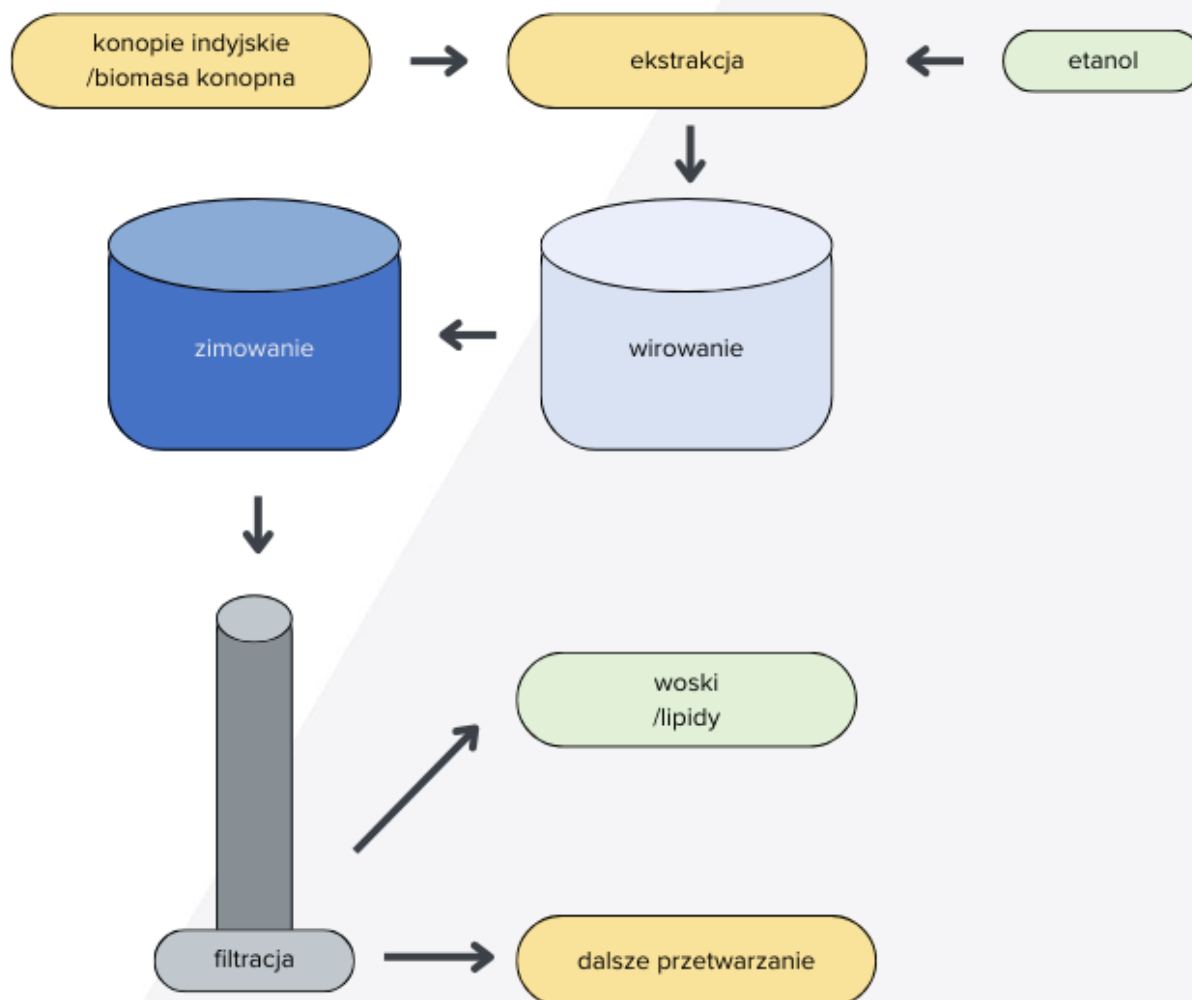 konopie indyjskie
/biomasa konopna
ekstrakcja
etanol
zimowanie
wirowanie
woski
/lipidy
filtracja
dalsze przetwarzanie